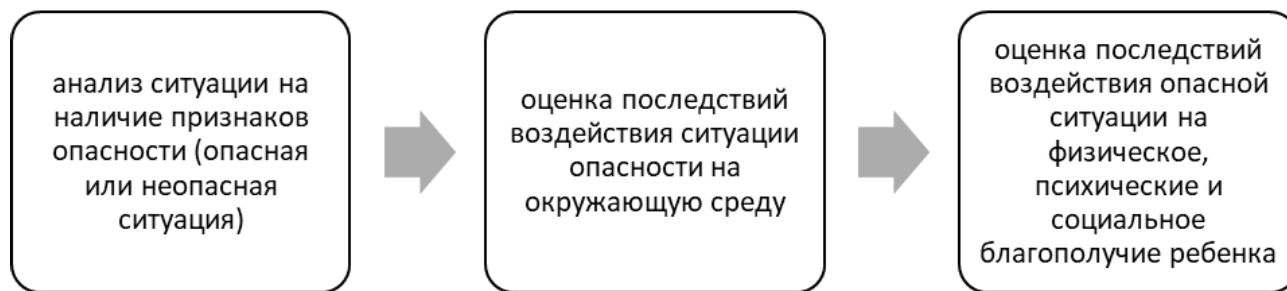 анализ ситуации на
наличие признаков
опасности (опасная
или неопасная
ситуация)
оценка последствий
воздействия ситуации
опасности на
окружающую среду
оценка последствий
воздействия опасной
ситуации на
физическое,
психические и
социальное
благополучие ребенка